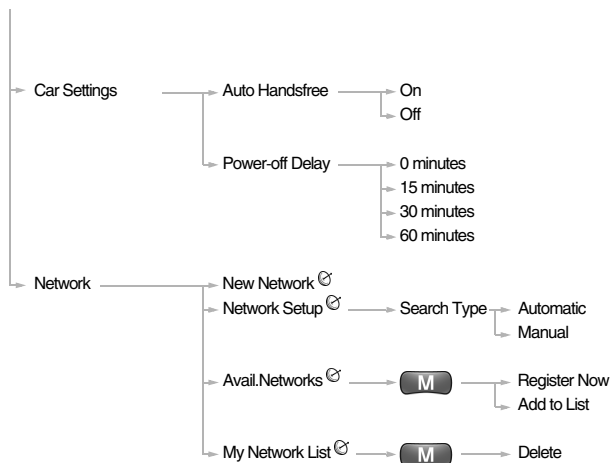 Car Settings Auto Handsfree On
Off
Power-off Delay 0 minutes
15 minutes
30 minutes
60 minutes
Network New Network
Network Setup Search Type Automatic
Manual
Avail.Networks M Register Now
Add to List
My Network List M Delete